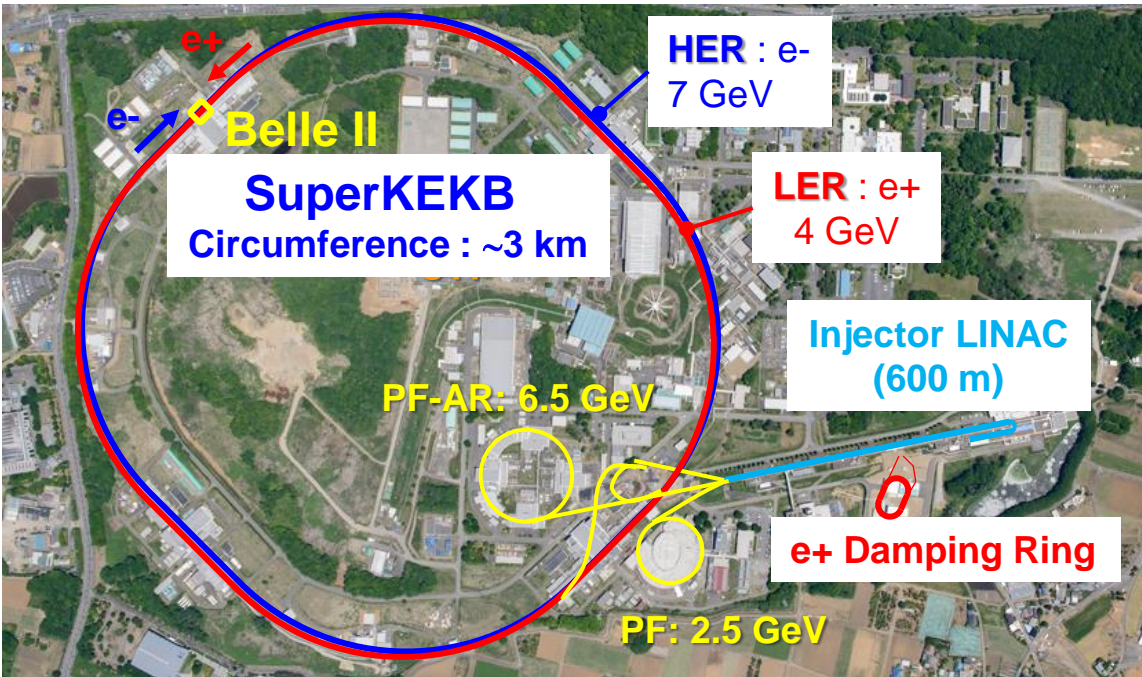 e+
e-
Belle II
HER : e-
7 GeV
SuperKEKB
Circumference : ~3 km
LER : e+
4 GeV
Injector LINAC
(600 m)
PF-AR: 6.5 GeV
e+ Damping Ring
PF: 2.5 GeV